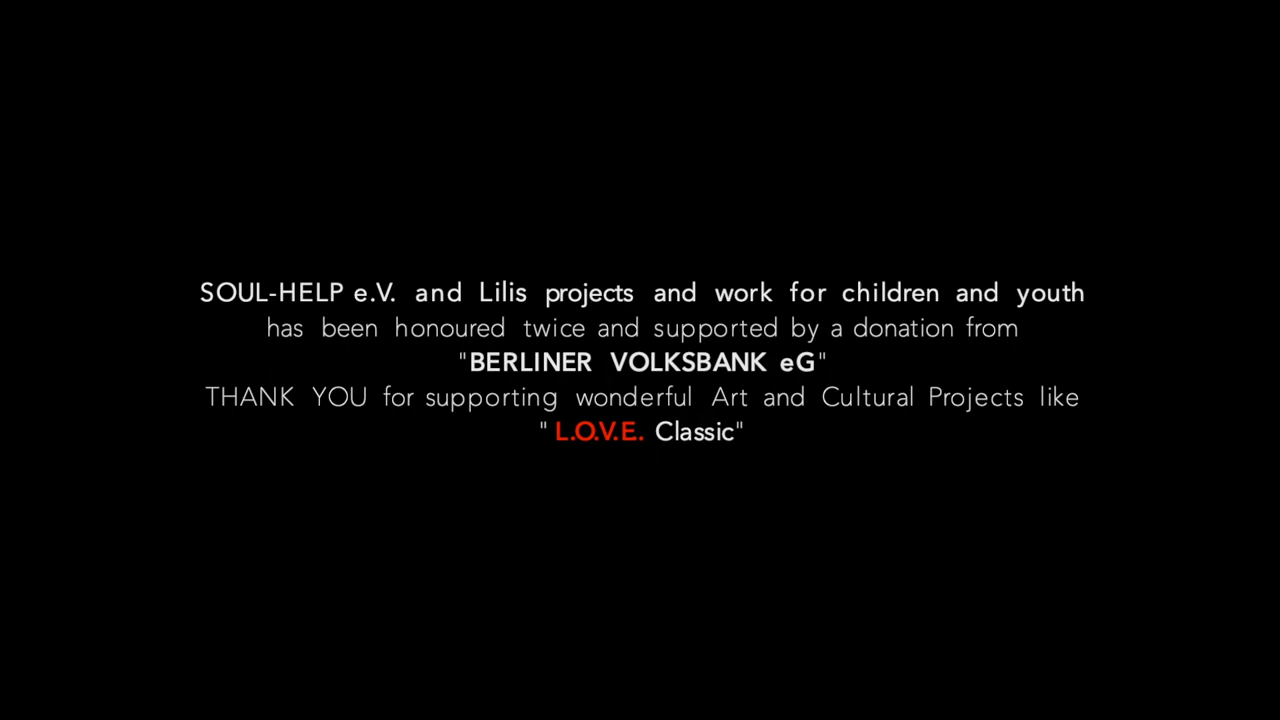 SOUL-HELP e.V. and Lilis projects and work for children and youth
has been honoured twice and supported by a donation from
"BERLINER VOLKSBANK eG"
THANK YOU for supporting wonderful Art and Cultural Projects like
" L.O.V.E. Classic"